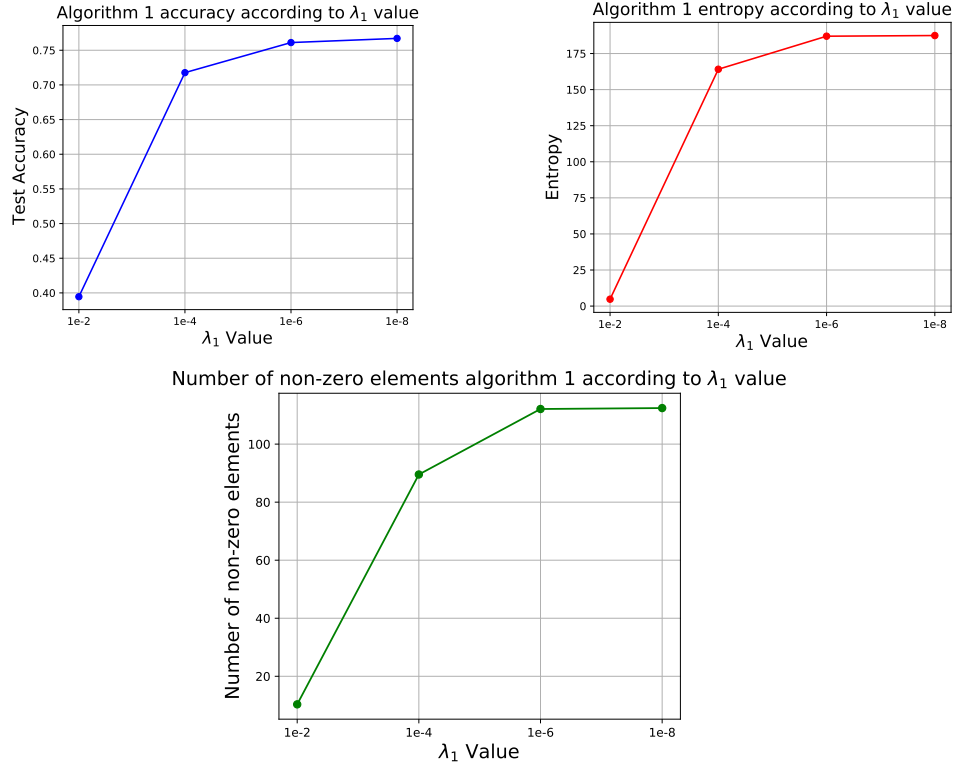 Algorithm 1 accuracy according to λ₁ value
Test Accuracy
0.75
0.70
0.65
0.60
0.55
0.50
0.45
0.40
1e-2 1e-4 1e-6 1e-8
λ₁ Value
Algorithm 1 entropy according to λ₁ value
Entropy
175
150
125
100
75
50
25
0
1e-2 1e-4 1e-6 1e-8
λ₁ Value
Number of non-zero elements algorithm 1 according to λ₁ value
Number of non-zero elements
100
80
60
40
20
1e-2 1e-4 1e-6 1e-8
λ₁ Value